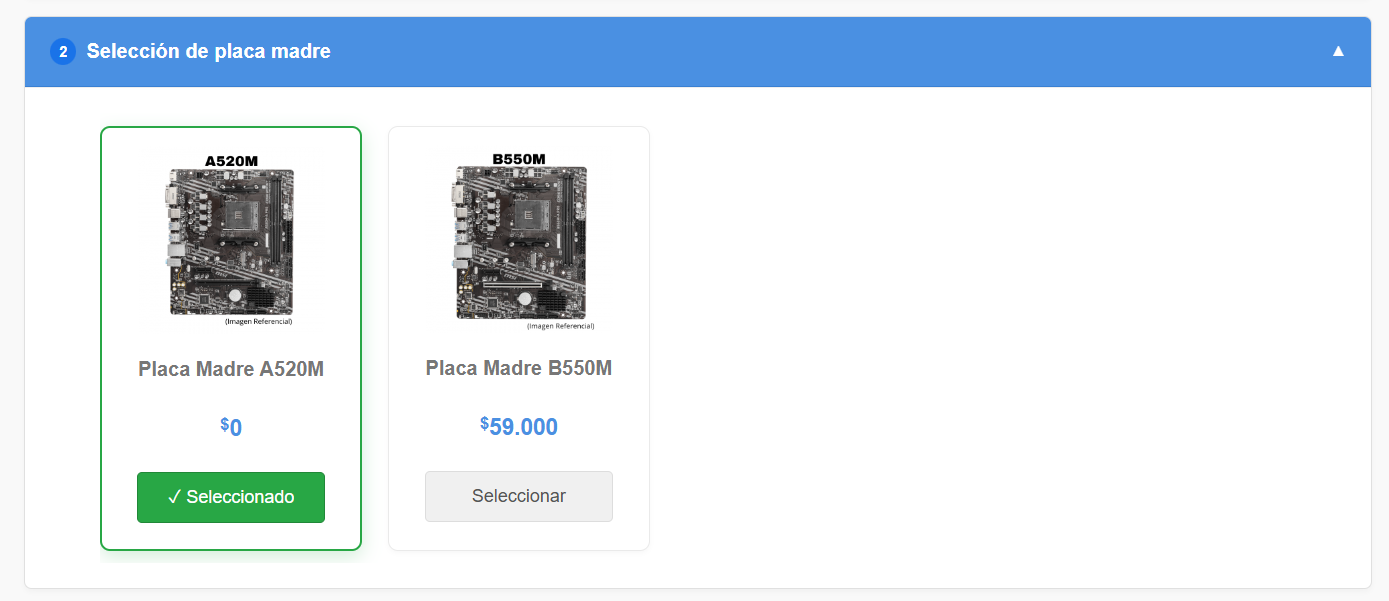 2 Selección de placa madre ▲
A520M
(Imagen Referencial)
Placa Madre A520M
$0
✓ Seleccionado
B550M
(Imagen Referencial)
Placa Madre B550M
$59.000
Seleccionar